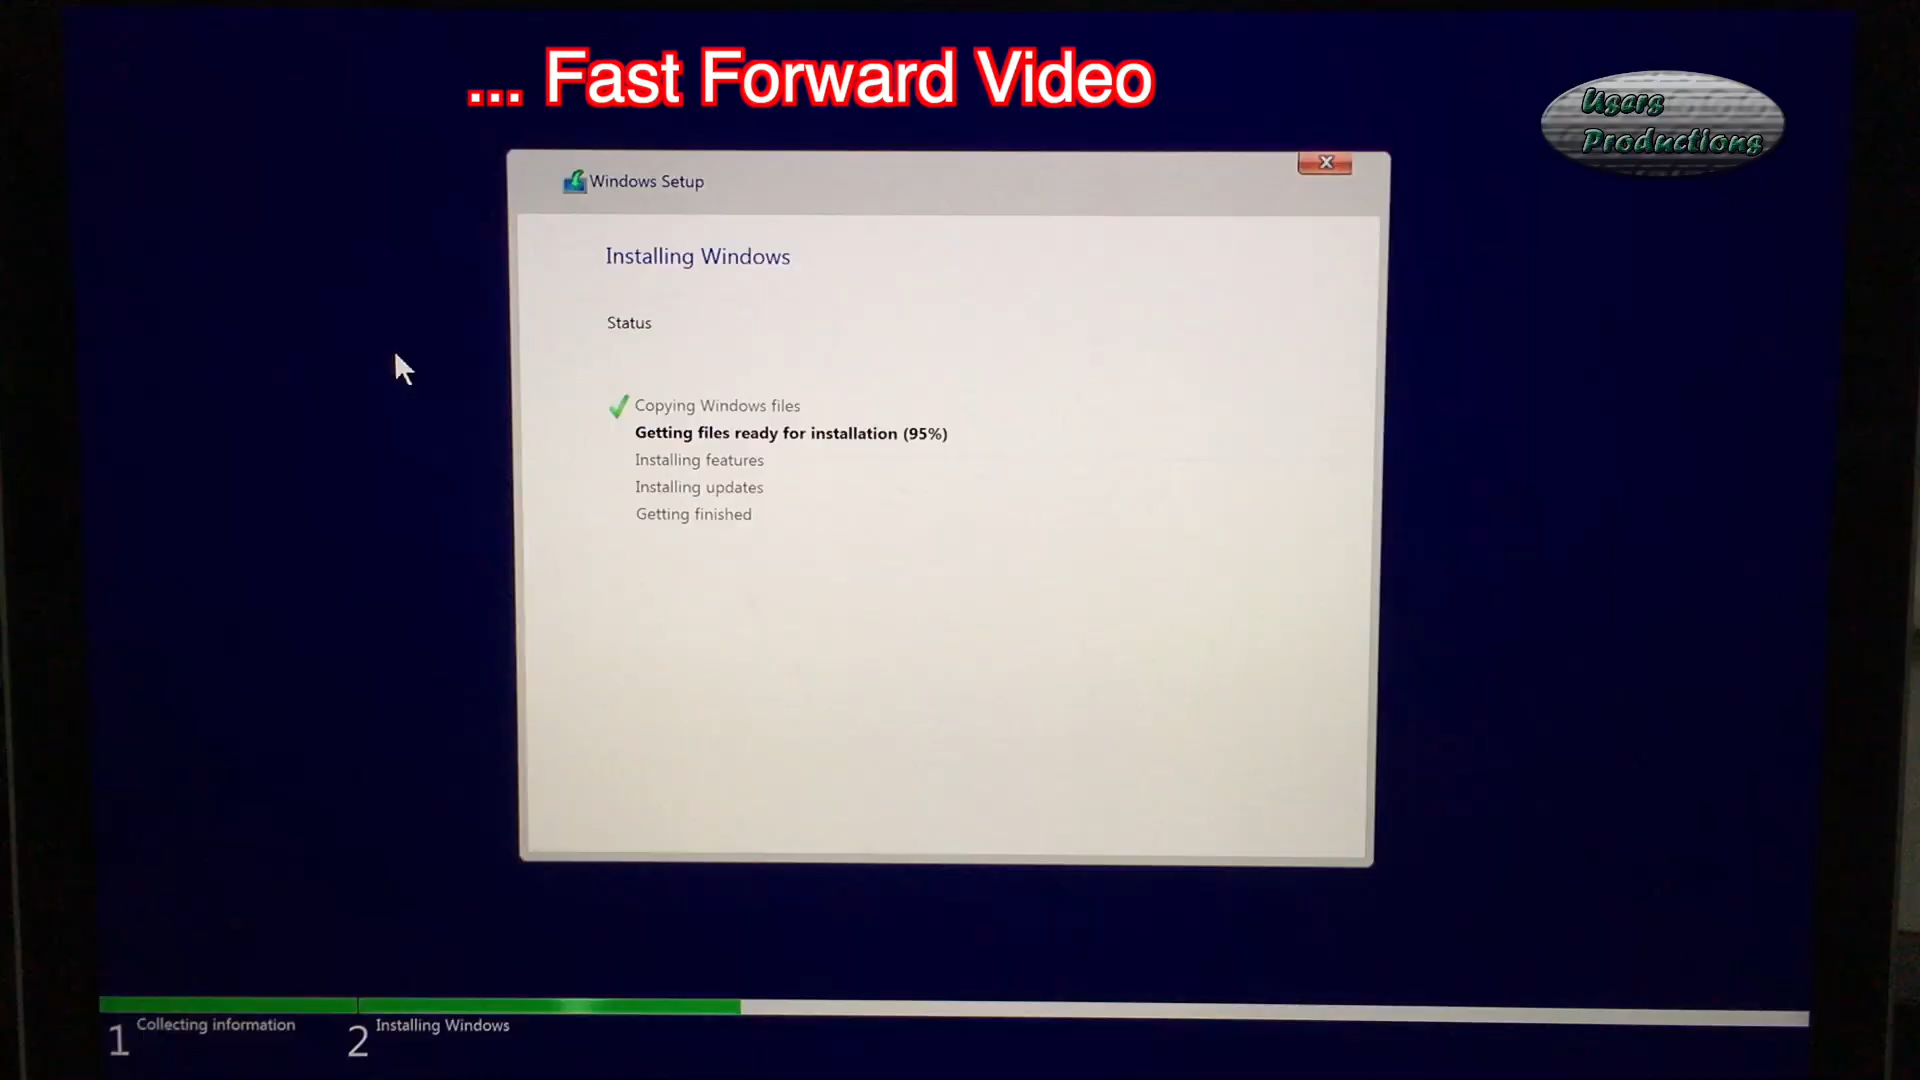 ... Fast Forward Video
Users
Productions
Windows Setup
Installing Windows
Status
Copying Windows files
Getting files ready for installation (95%)
Installing features
Installing updates
Getting finished
1 Collecting information
2 Installing Windows